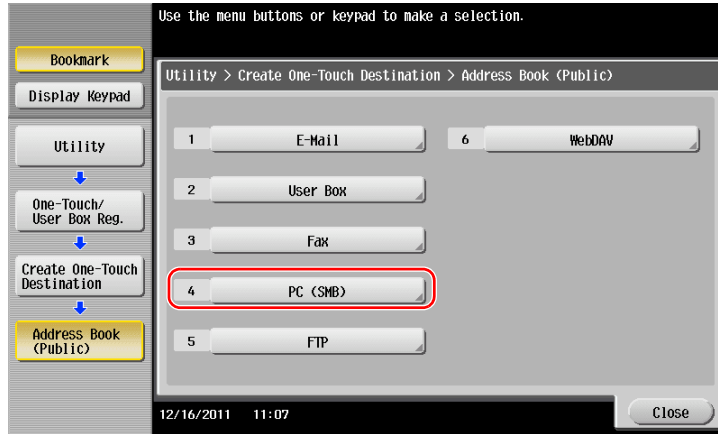 Use the menu buttons or keypad to make a selection.
Bookmark
Display Keypad
Utility
One-Touch/
User Box Reg.
Create One-Touch
Destination
Address Book
(Public)
Utility > Create One-Touch Destination > Address Book (Public)
1 E-Mail
2 User Box
3 Fax
4 PC (SMB)
5 FTP
6 WebDAV
12/16/2011 11:07
Close